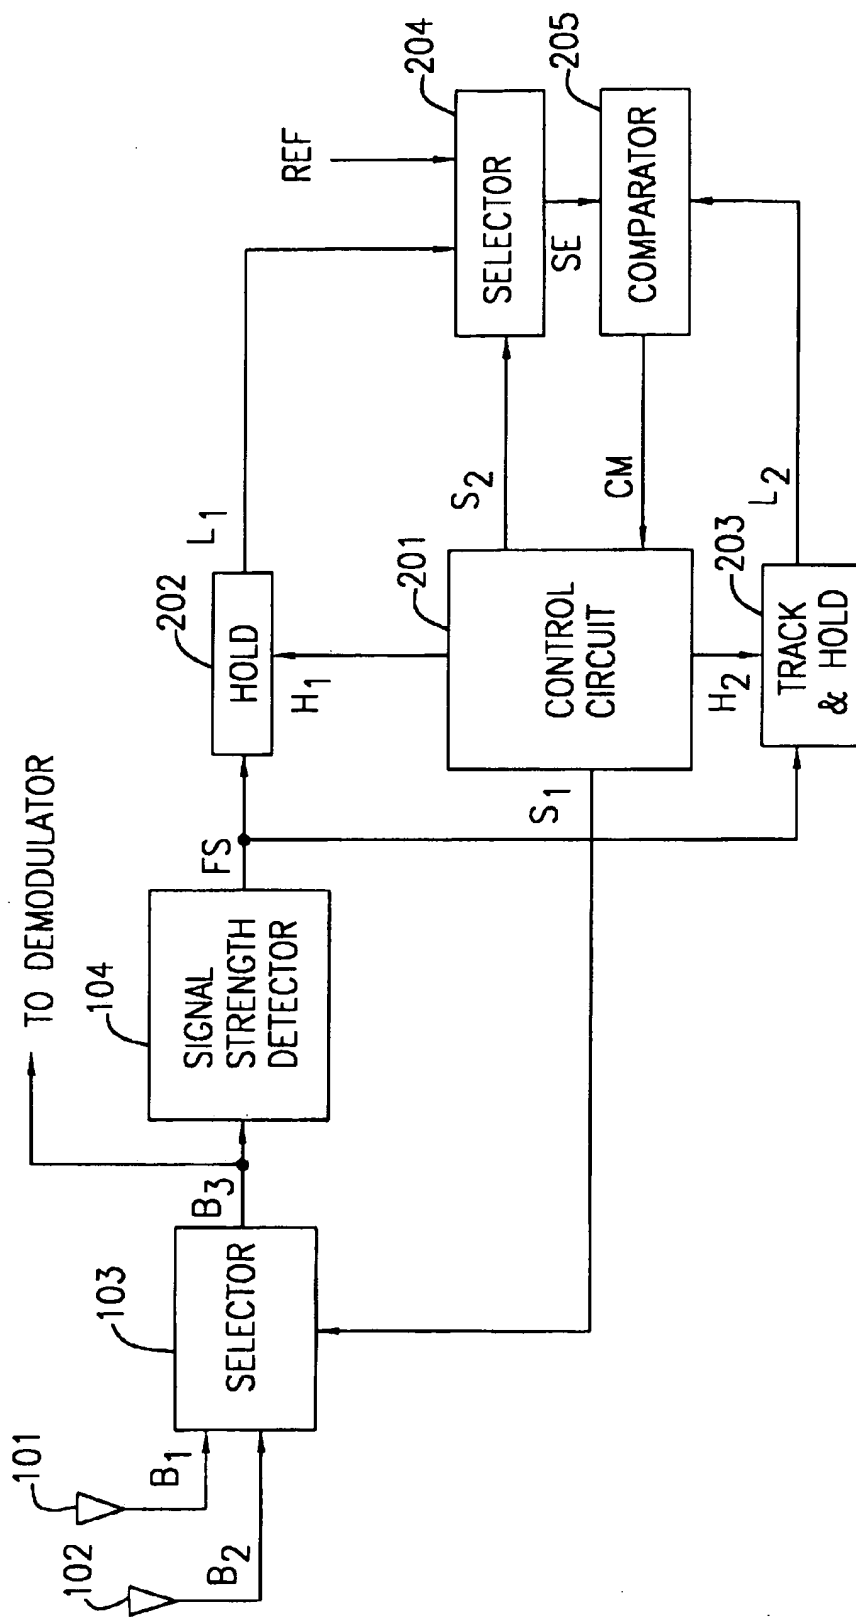 101
102
B1
B2
103
SELECTOR
B3
TO DEMODULATOR
104
SIGNAL
STRENGTH
DETECTOR
FS
202
HOLD
L1
H1
REF
204
SELECTOR
S2
SE
205
COMPARATOR
CM
201
CONTROL
CIRCUIT
S1
H2
203
TRACK
& HOLD
L2